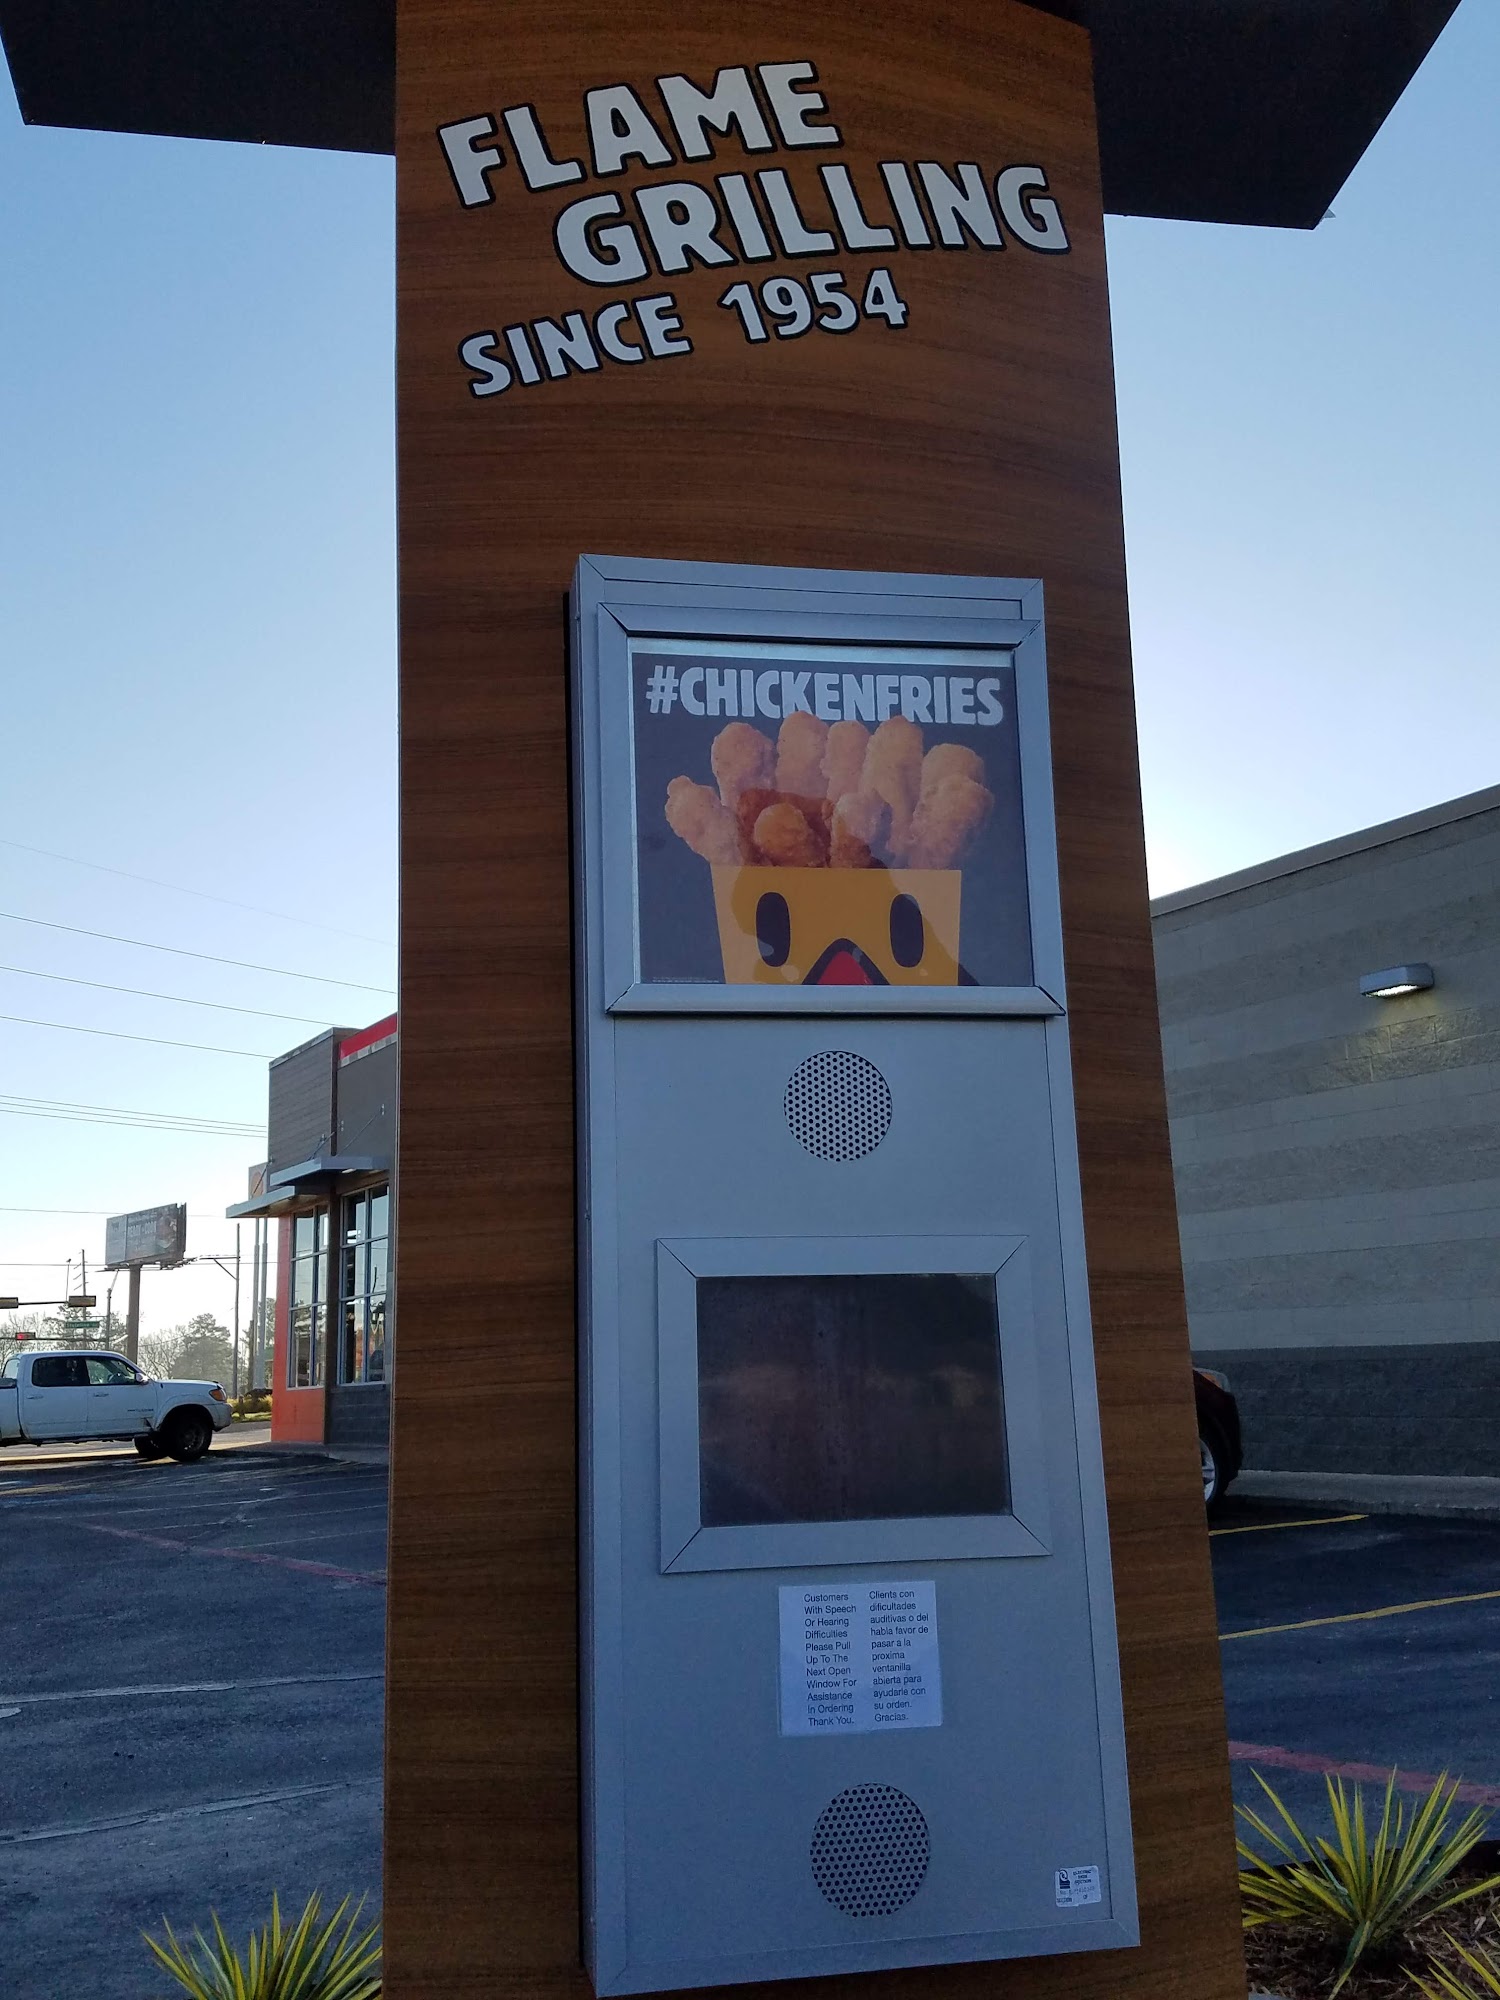 FLAME
GRILLING
SINCE 1954
#CHICKENFRIES
Customers
With Speech
Or Hearing
Difficulties
Please Pull
Up To The
Next Open
Window For
Assistance
In Ordering
Thank You.
Clients con
dificultades
auditivas o del
habla favor de
pasar a la
proxima
ventanilla
abierta para
ayudarle con
su orden.
Gracias.